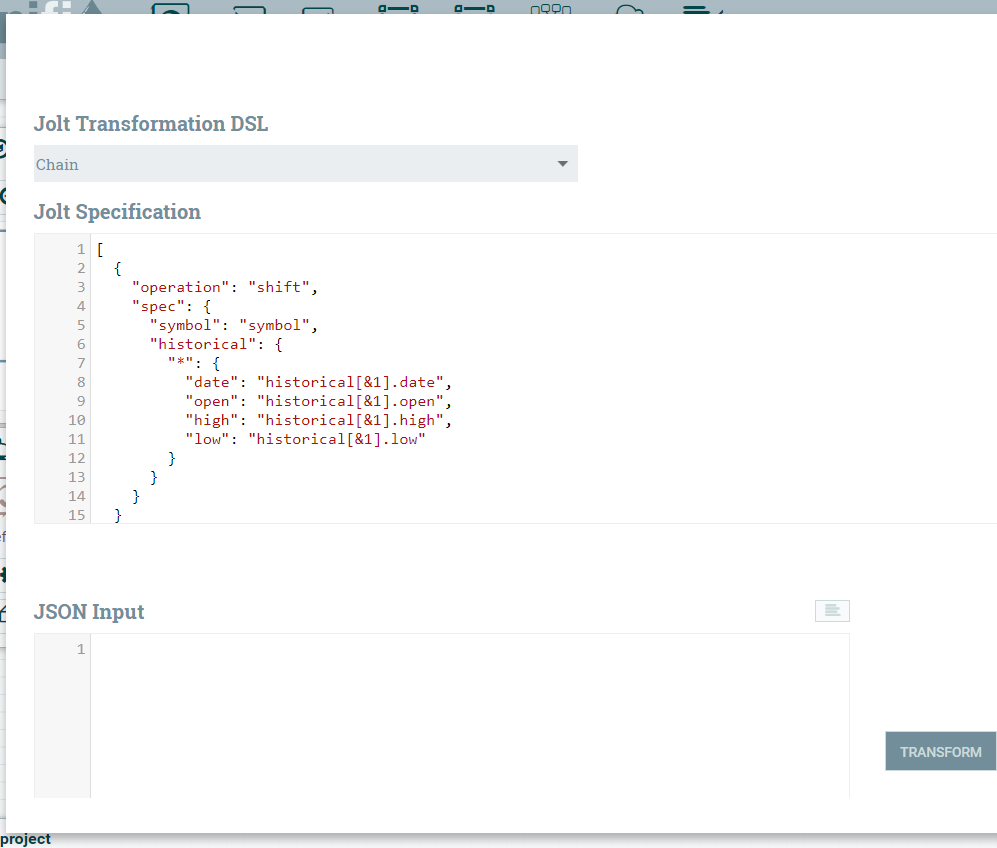 Jolt Transformation DSL
Chain
Jolt Specification
1 [
2   {
3     "operation": "shift",
4     "spec": {
5       "symbol": "symbol",
6       "historical": {
7         "*": {
8           "date": "historical[&1].date",
9           "open": "historical[&1].open",
10           "high": "historical[&1].high",
11           "low": "historical[&1].low"
12         }
13       }
14     }
15   }
JSON Input
1
TRANSFORM
project